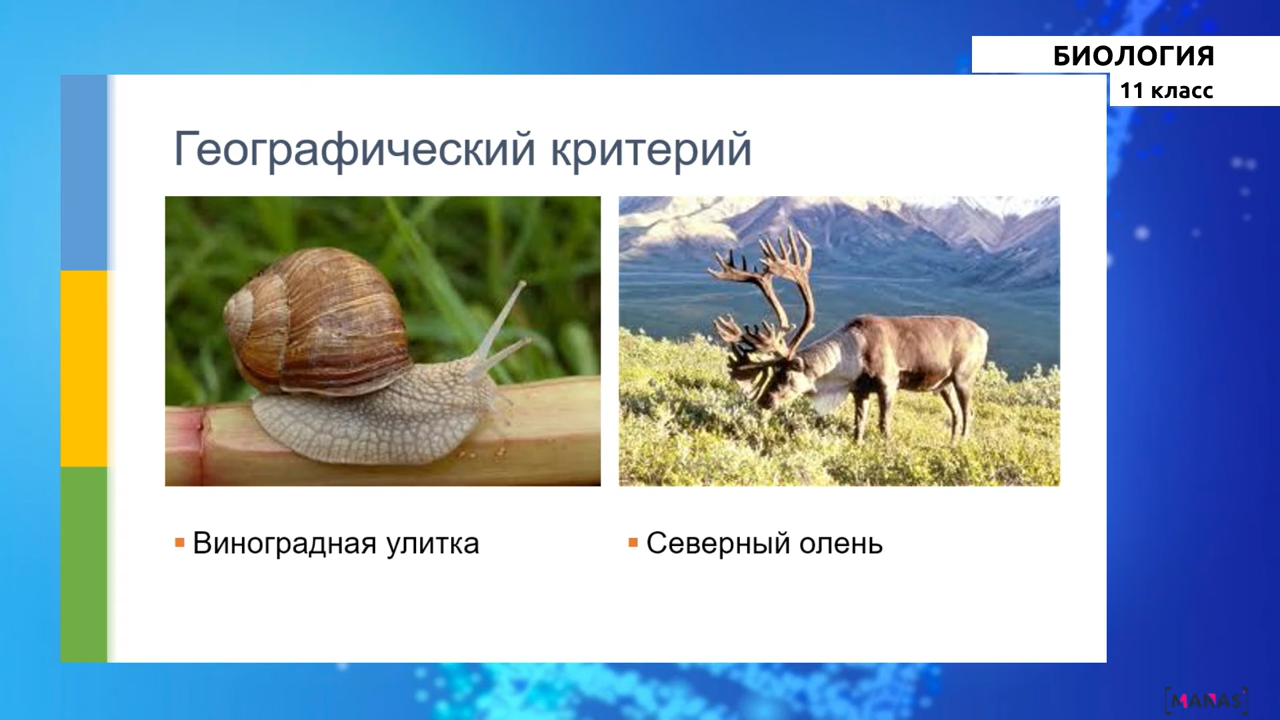 БИОЛОГИЯ
11 класс
Географический критерий
Виноградная улитка
Северный олень
[MANAS]